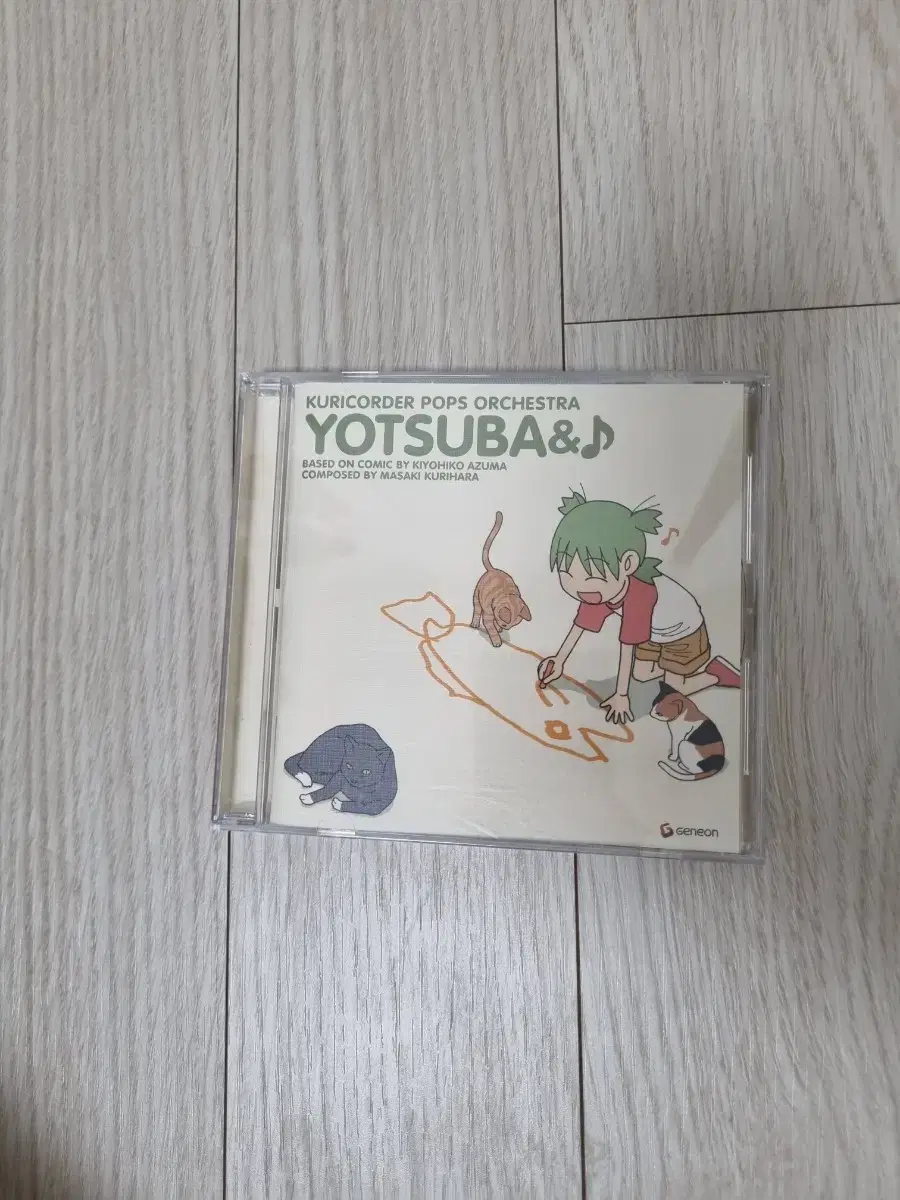 KURICORDER POPS ORCHESTRA
YOTSUBA&♪
BASED ON COMIC BY KIYOHIKO AZUMA
COMPOSED BY MASAKI KURIHARA
GENEON